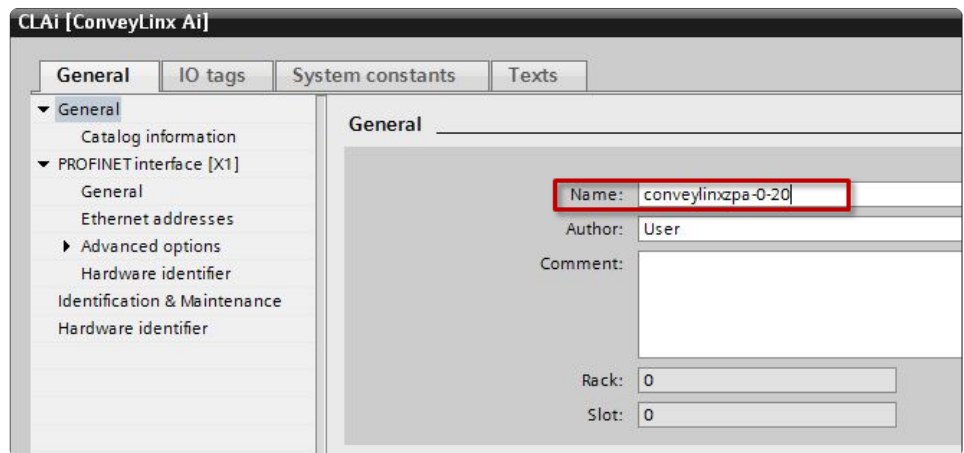 CLAi [ConveyLinx Ai]
General IO tags System constants Texts
General
Catalog information
PROFINET interface [X1]
General
Ethernet addresses
Advanced options
Hardware identifier
Identification & Maintenance
Hardware identifier
General
Name: conveylinxzpa-0-20
Author: User
Comment:
Rack: 0
Slot: 0